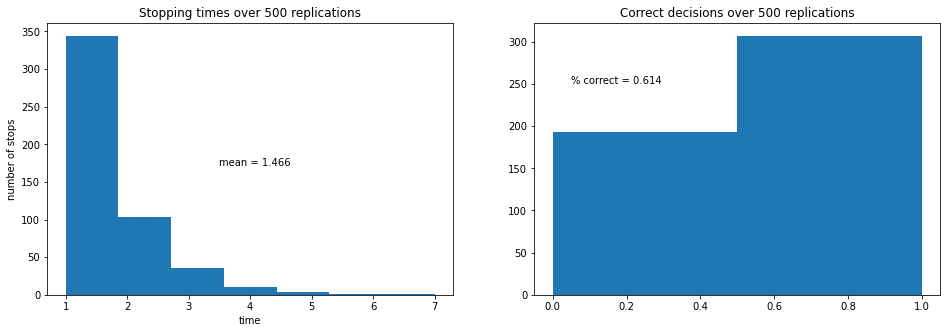 Stopping times over 500 replications
350
300
250
200
150
100
50
0
number of stops
mean = 1.466
1 2 3 4 5 6 7
time
Correct decisions over 500 replications
300
250
200
150
100
50
0
% correct = 0.614
0.0 0.2 0.4 0.6 0.8 1.0